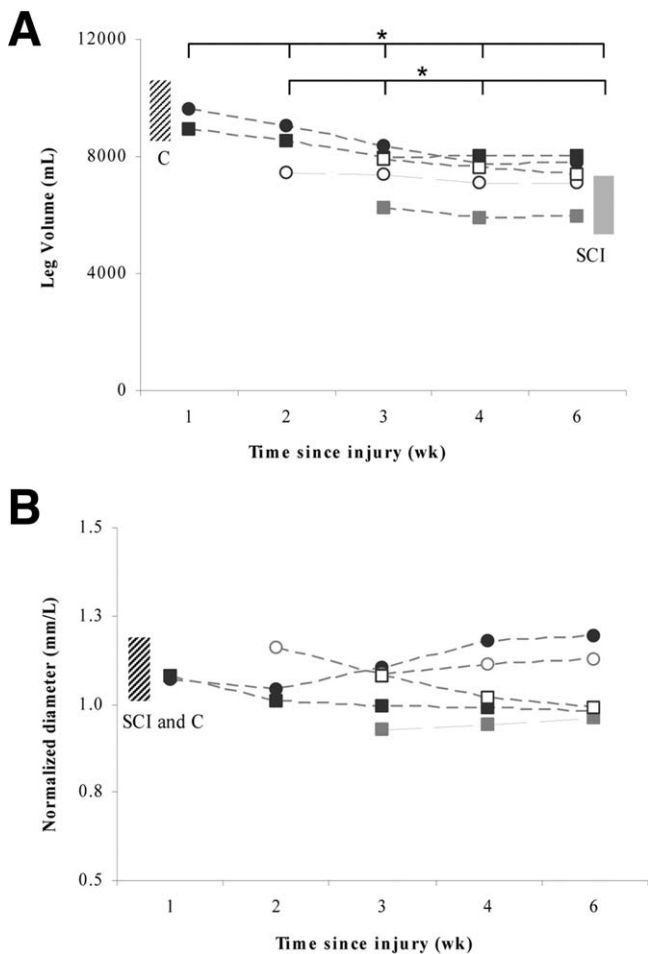 A
12000
*
*
8000
C
4000
SCI
0
Leg Volume (mL)
1 2 3 4 6
Time since injury (wk)
B
1.5
1.3
1.0
SCI and C
0.8
0.5
Normalized diameter (mm/L)
1 2 3 4 6
Time since injury (wk)